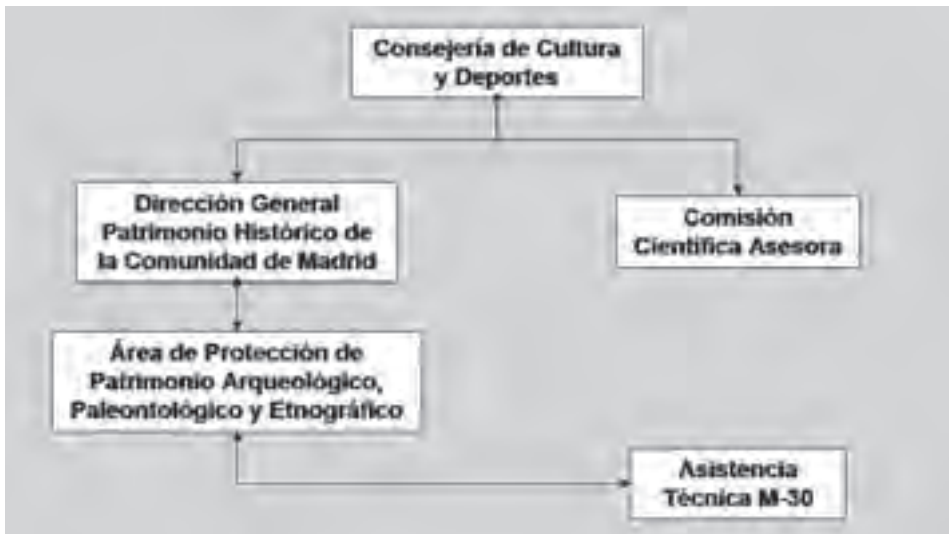 Consejería de Cultura
y Deportes
Dirección General
Patrimonio Histórico de
la Comunidad de Madrid
Comisión
Científica Asesora
Área de Protección de
Patrimonio Arqueológico,
Paleontológico y Etnográfico
Asistencia
Técnica M-30